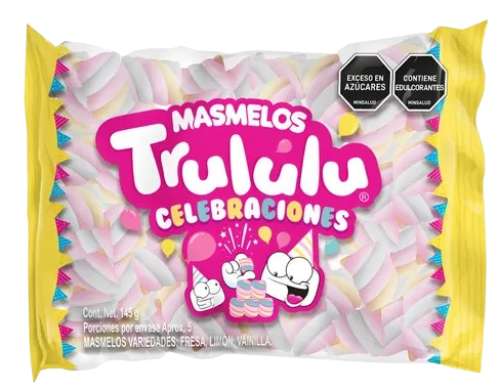 EXCESO EN
AZÚCARES
MINSALUD
CONTIENE
EDULCORANTES
MINSALUD
MASMELOS
Trululu®
CELEBRACIONES
Cont. Net. 145 g
Porciones por envase Aprox. 5
MASMELOS VARIEDADES: FRESA, LIMÓN, VAINILLA.